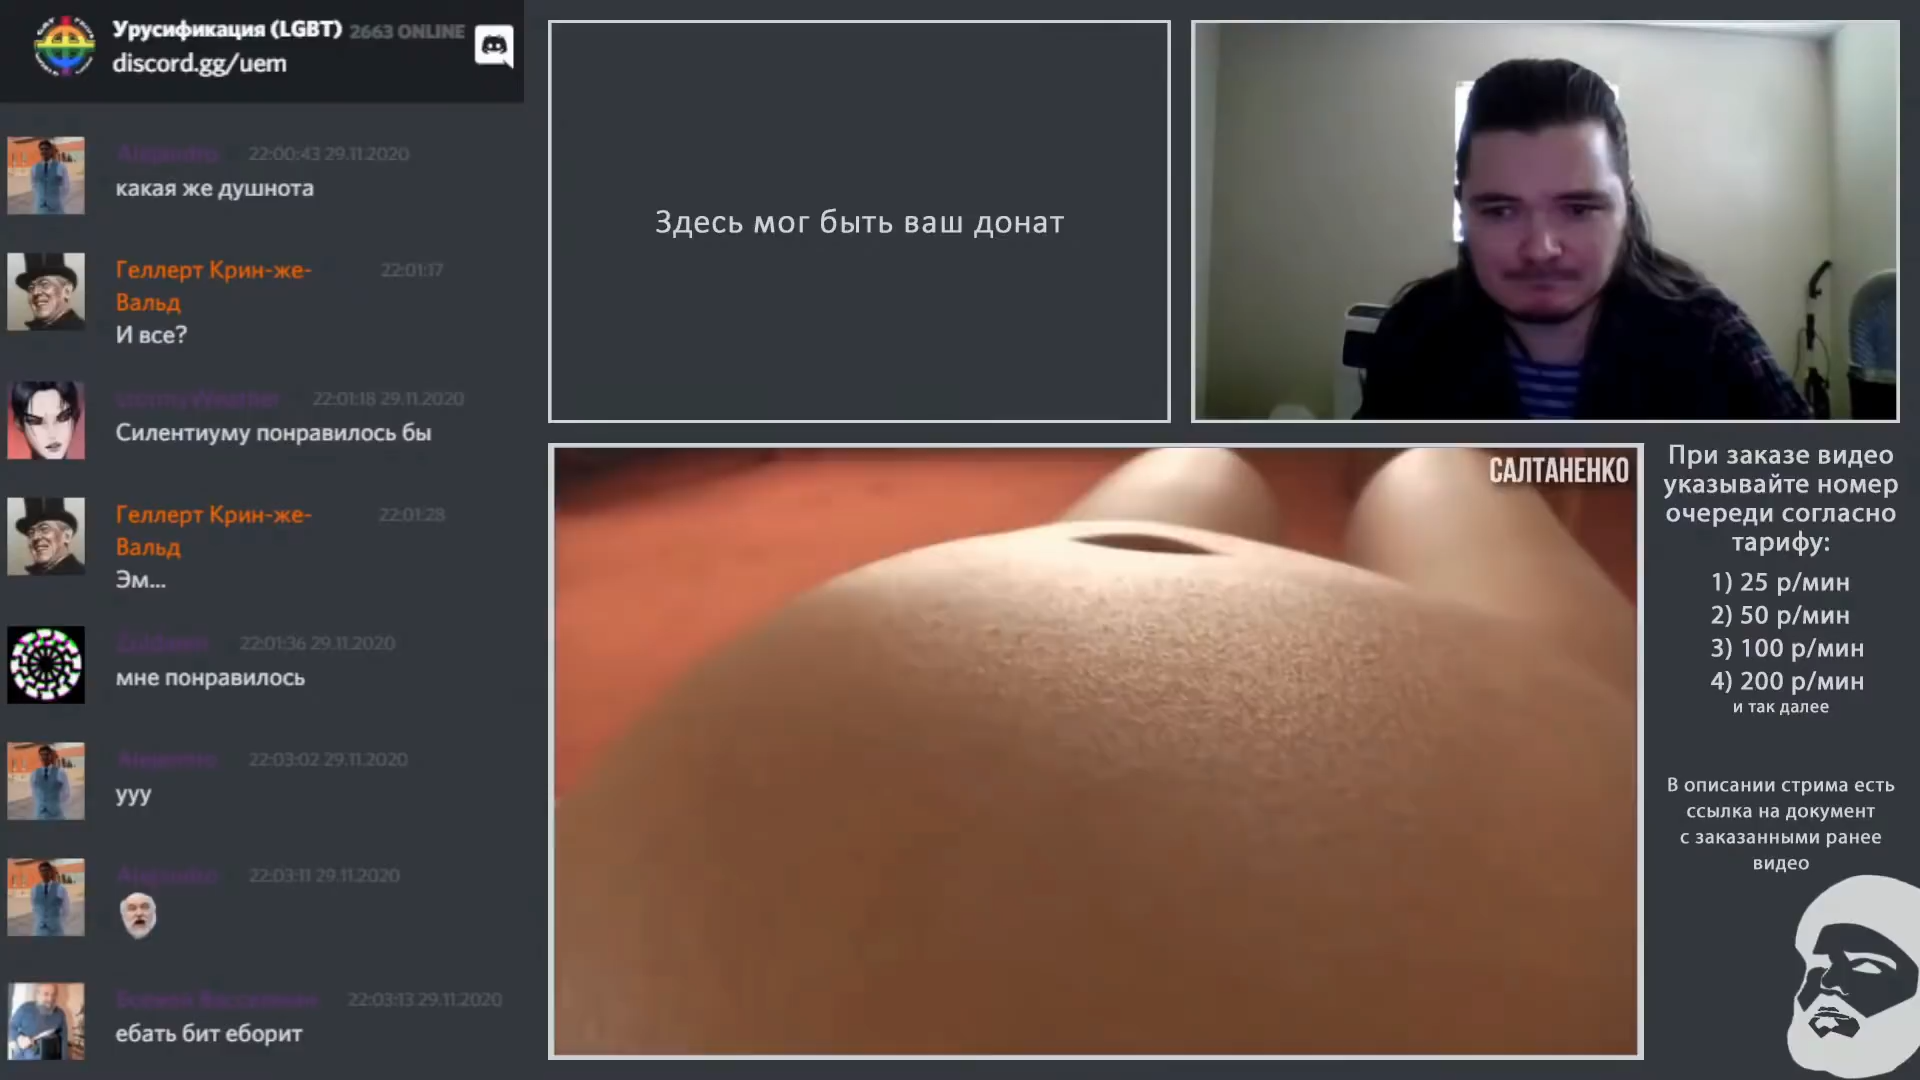 Урусификация (LGBT) 2663 ONLINE
discord.gg/uem
22:00:43 29.11.2020
какая же душнота
Геллерт Крин-же- 22:01:17
Вальд
И все?
22:01:18 29.11.2020
Силентиуму понравилось бы
Геллерт Крин-же- 22:01:28
Вальд
Эм...
22:01:36 29.11.2020
мне понравилось
22:03:02 29.11.2020
ууу
22:03:11 29.11.2020
22:03:13 29.11.2020
ебать бит еборит
Здесь мог быть ваш донат
САЛТАНЕНКО
При заказе видео
указывайте номер
очереди согласно
тарифу:
1) 25 р/мин
2) 50 р/мин
3) 100 р/мин
4) 200 р/мин
и так далее
В описании стрима есть
ссылка на документ
с заказанными ранее
видео